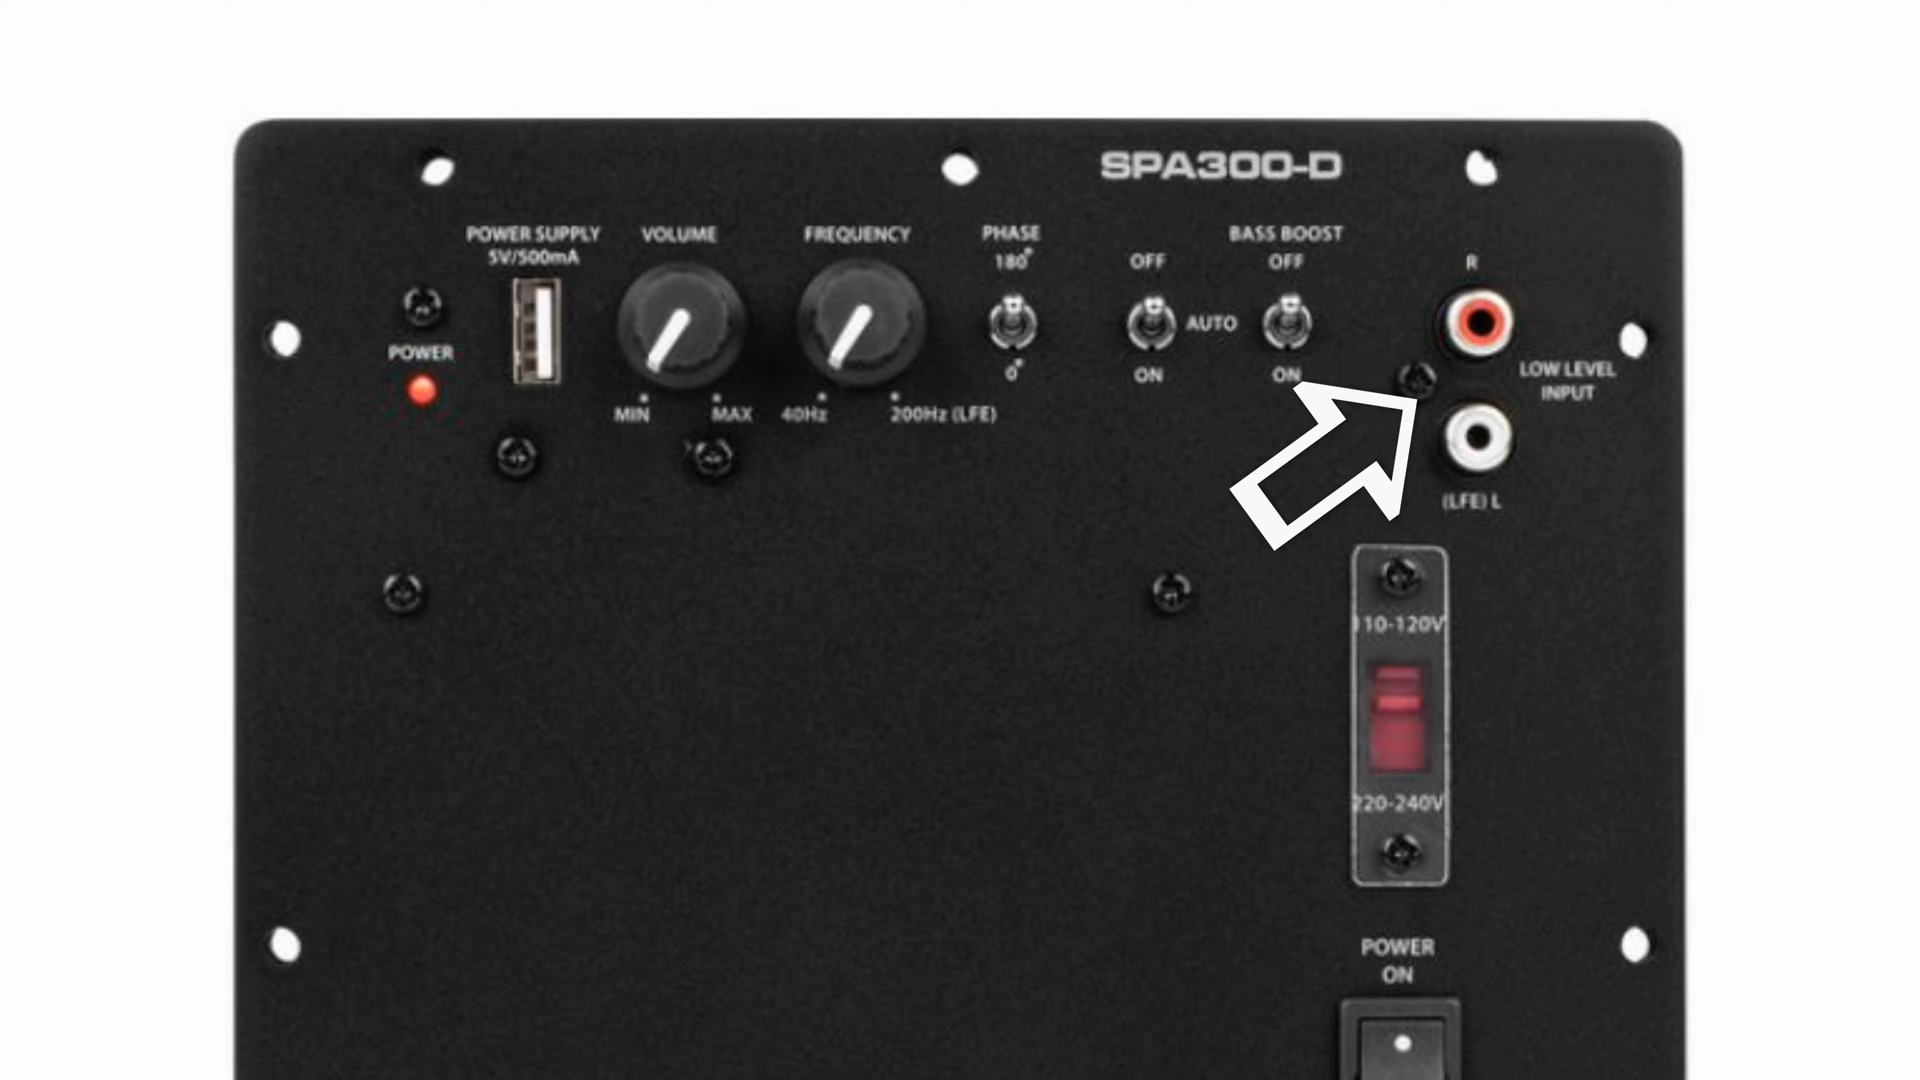 SPA300-D
POWER SUPPLY
5V/500mA
VOLUME
FREQUENCY
PHASE
180°
0°
OFF
AUTO
ON
BASS BOOST
OFF
ON
R
LOW LEVEL
INPUT
(LFE) L
POWER
MIN
MAX
40Hz
200Hz (LFE)
110-120V
220-240V
POWER
ON